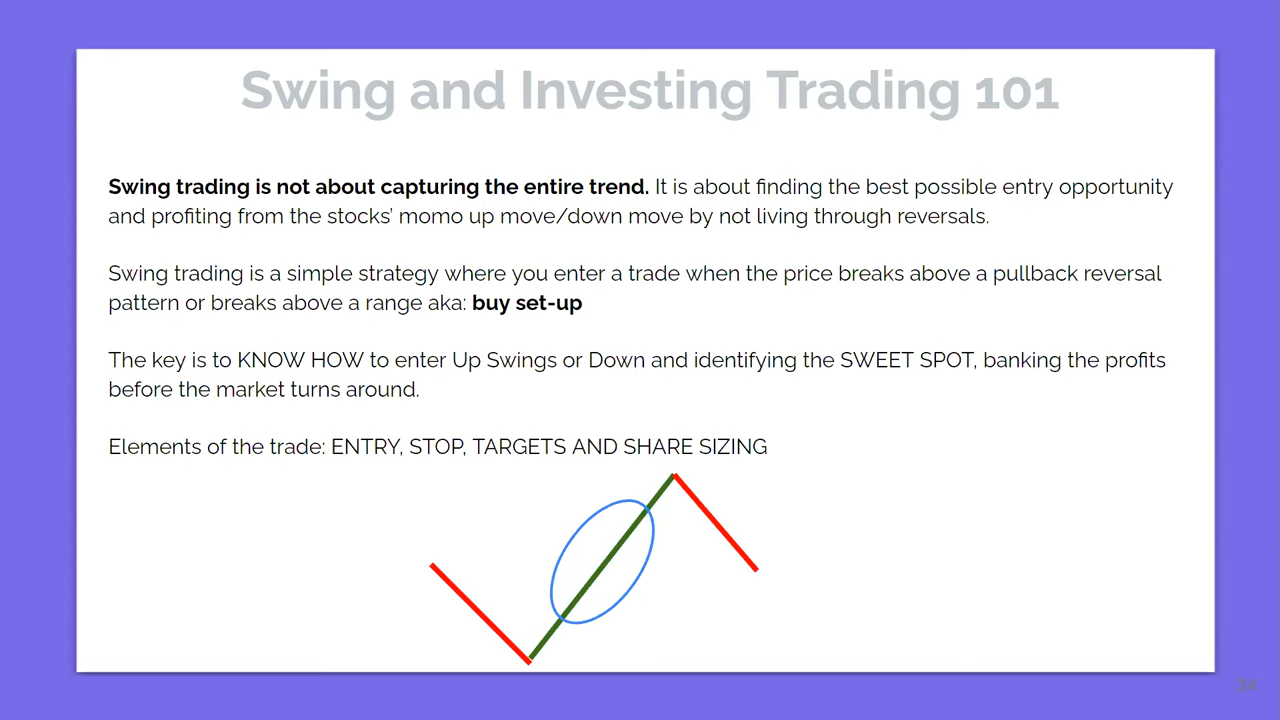 Swing and Investing Trading 101
Swing trading is not about capturing the entire trend. It is about finding the best possible entry opportunity
and profiting from the stocks' momo up move/down move by not living through reversals.
Swing trading is a simple strategy where you enter a trade when the price breaks above a pullback reversal
pattern or breaks above a range aka: buy set-up
The key is to KNOW HOW to enter Up Swings or Down and identifying the SWEET SPOT, banking the profits
before the market turns around.
Elements of the trade: ENTRY, STOP, TARGETS AND SHARE SIZING
34